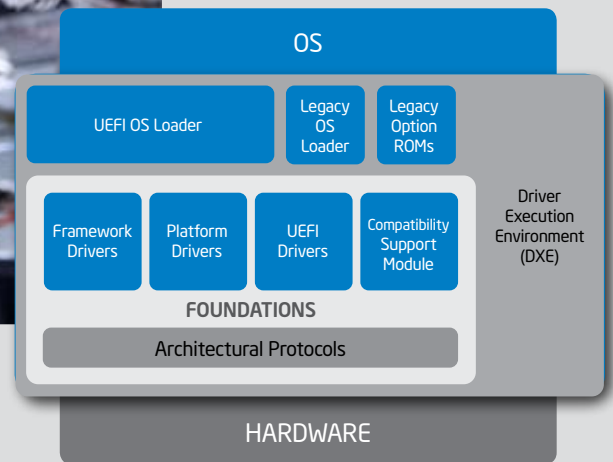 OS
UEFI OS Loader
Legacy
OS
Loader
Legacy
Option
ROMs
Driver
Execution
Environment
(DXE)
Framework
Drivers
Platform
Drivers
UEFI
Drivers
Compatibility
Support
Module
FOUNDATIONS
Architectural Protocols
HARDWARE